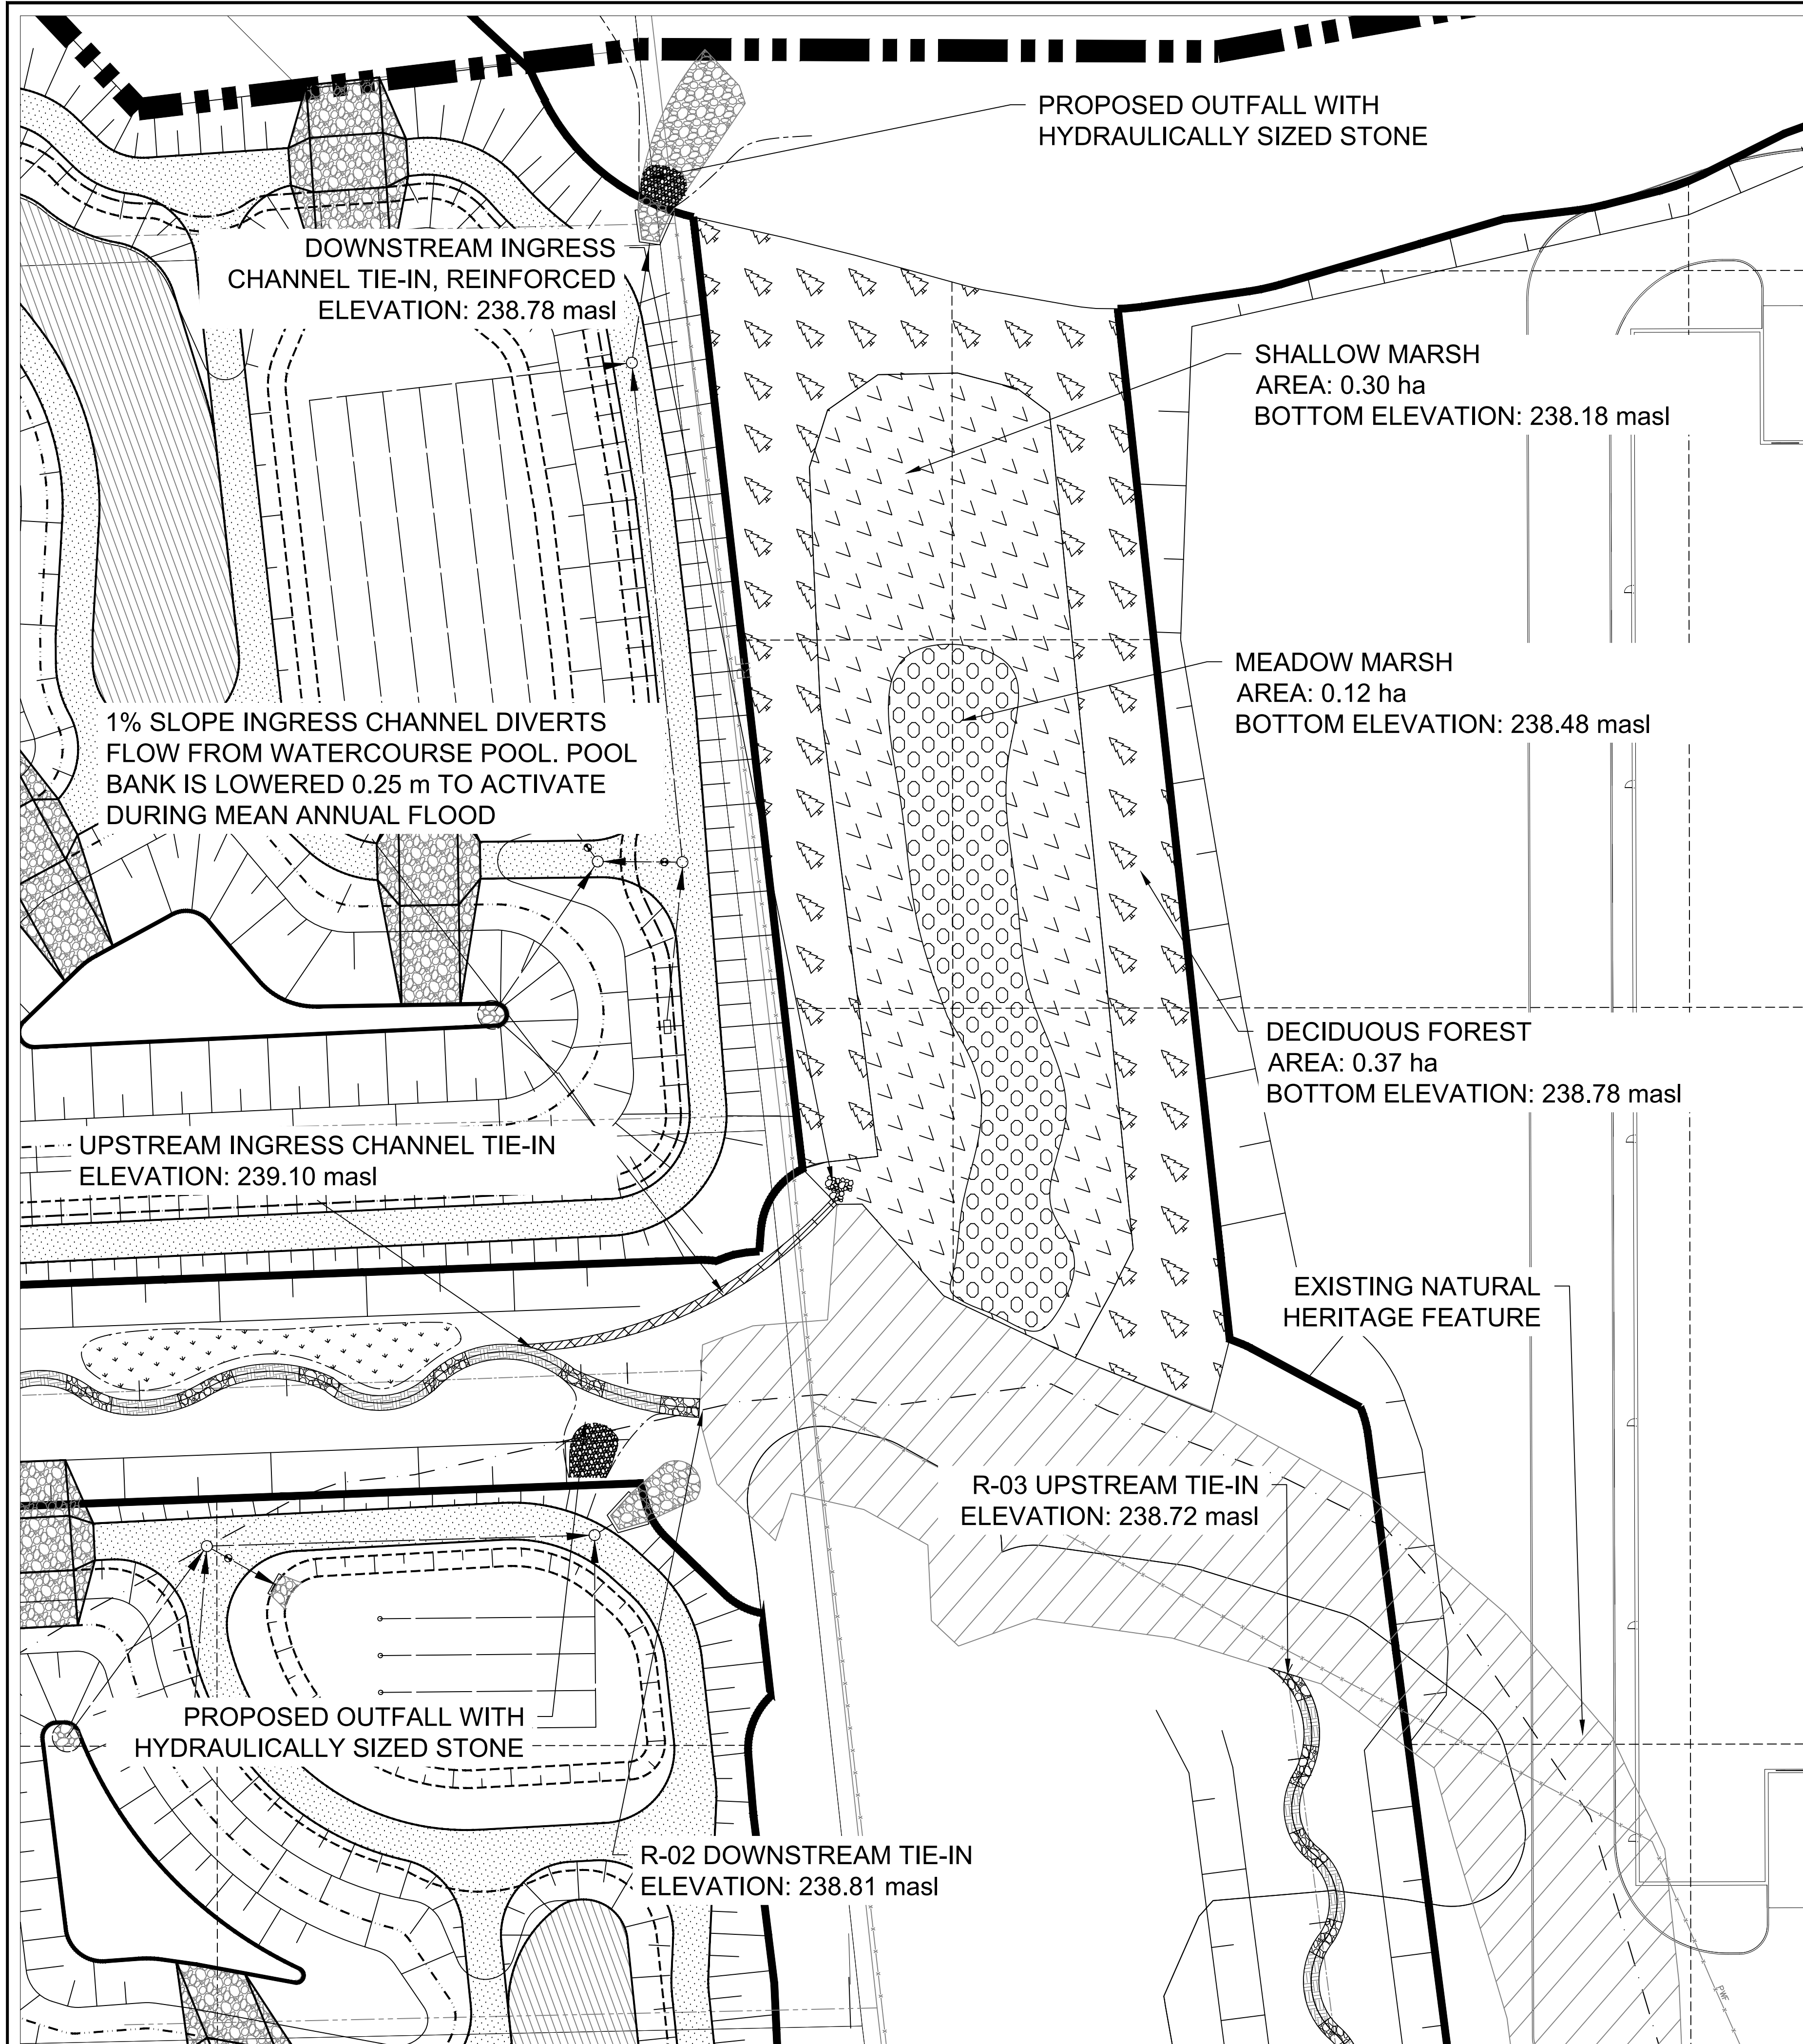 PROPOSED OUTFALL WITH
HYDRAULICALLY SIZED STONE
DOWNSTREAM INGRESS
CHANNEL TIE-IN, REINFORCED
ELEVATION: 238.78 masl
SHALLOW MARSH
AREA: 0.30 ha
BOTTOM ELEVATION: 238.18 masl
MEADOW MARSH
AREA: 0.12 ha
BOTTOM ELEVATION: 238.48 masl
1% SLOPE INGRESS CHANNEL DIVERTS
FLOW FROM WATERCOURSE POOL. POOL
BANK IS LOWERED 0.25 m TO ACTIVATE
DURING MEAN ANNUAL FLOOD
DECIDUOUS FOREST
AREA: 0.37 ha
BOTTOM ELEVATION: 238.78 masl
UPSTREAM INGRESS CHANNEL TIE-IN
ELEVATION: 239.10 masl
EXISTING NATURAL
HERITAGE FEATURE
R-03 UPSTREAM TIE-IN
ELEVATION: 238.72 masl
PROPOSED OUTFALL WITH
HYDRAULICALLY SIZED STONE
R-02 DOWNSTREAM TIE-IN
ELEVATION: 238.81 masl